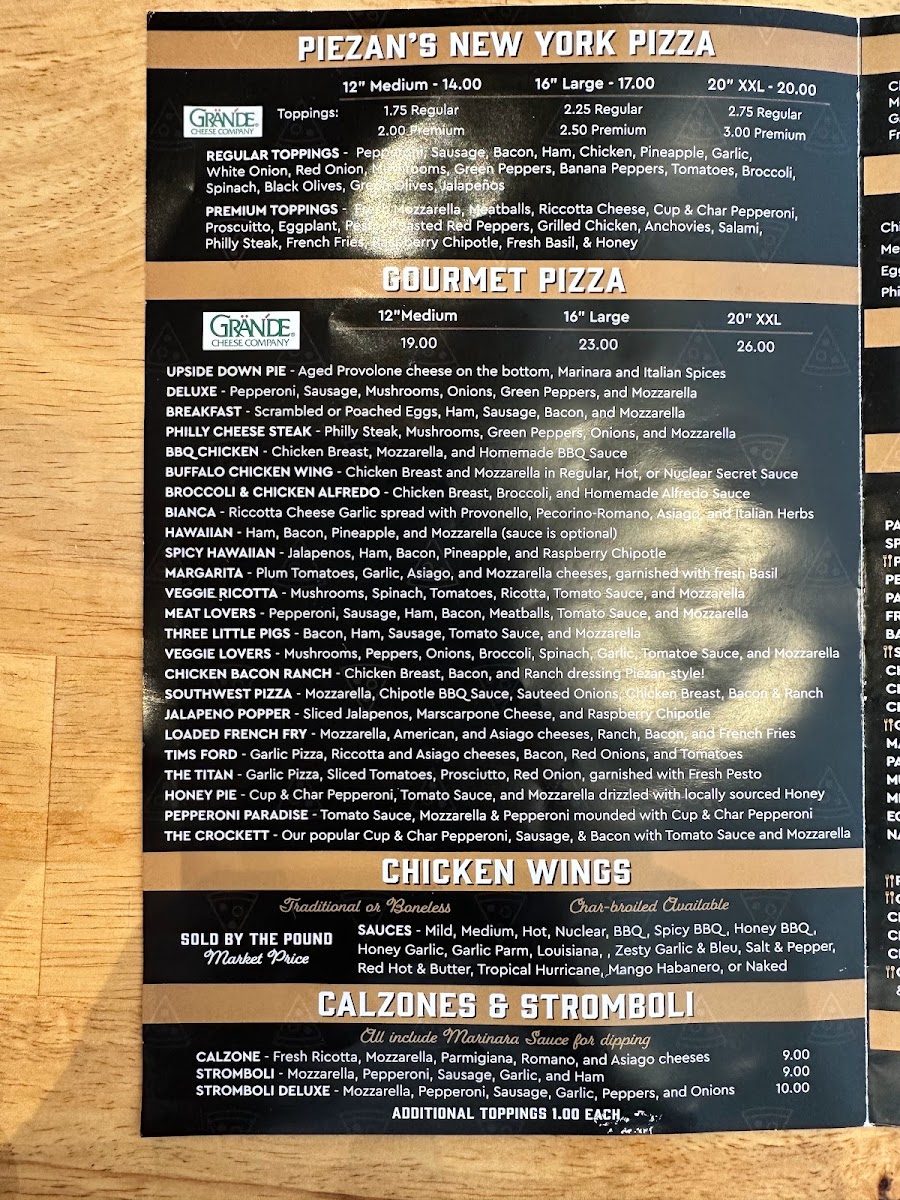 PIEZAN'S NEW YORK PIZZA
12" Medium - 14.00 16" Large - 17.00 20" XXL - 20.00
GRANDE CHEESE COMPANY
Toppings: 1.75 Regular 2.25 Regular 2.75 Regular
2.00 Premium 2.50 Premium 3.00 Premium
REGULAR TOPPINGS - Pepperoni, Sausage, Bacon, Ham, Chicken, Pineapple, Garlic,
White Onion, Red Onion, Mushrooms, Green Peppers, Banana Peppers, Tomatoes, Broccoli,
Spinach, Black Olives, Green Olives, Jalapeños
PREMIUM TOPPINGS - Fresh Mozzarella, Meatballs, Riccotta Cheese, Cup & Char Pepperoni,
Prosciutto, Eggplant, Pesto, Roasted Red Peppers, Grilled Chicken, Anchovies, Salami,
Philly Steak, French Fries, Raspberry Chipotle, Fresh Basil, & Honey
GOURMET PIZZA
GRANDE CHEESE COMPANY
12"Medium 16" Large 20" XXL
19.00 23.00 26.00
UPSIDE DOWN PIE - Aged Provolone cheese on the bottom, Marinara and Italian Spices
DELUXE - Pepperoni, Sausage, Mushrooms, Onions, Green Peppers, and Mozzarella
BREAKFAST - Scrambled or Poached Eggs, Ham, Sausage, Bacon, and Mozzarella
PHILLY CHEESE STEAK - Philly Steak, Mushrooms, Green Peppers, Onions, and Mozzarella
BBQ CHICKEN - Chicken Breast, Mozzarella, and Homemade BBQ Sauce
BUFFALO CHICKEN WING - Chicken Breast and Mozzarella in Regular, Hot, or Nuclear Secret Sauce
BROCCOLI & CHICKEN ALFREDO - Chicken Breast, Broccoli, and Homemade Alfredo Sauce
BIANCA - Riccotta Cheese Garlic spread with Provonello, Pecorino-Romano, Asiago, and Italian Herbs
HAWAIIAN - Ham, Bacon, Pineapple, and Mozzarella (sauce is optional)
SPICY HAWAIIAN - Jalapenos, Ham, Bacon, Pineapple, and Raspberry Chipotle
MARGARITA - Plum Tomatoes, Garlic, Asiago, and Mozzarella cheeses, garnished with fresh Basil
VEGGIE RICOTTA - Mushrooms, Spinach, Tomatoes, Ricotta, Tomato Sauce, and Mozzarella
MEAT LOVERS - Pepperoni, Sausage, Ham, Bacon, Meatballs, Tomato Sauce, and Mozzarella
THREE LITTLE PIGS - Bacon, Ham, Sausage, Tomato Sauce, and Mozzarella
VEGGIE LOVERS - Mushrooms, Peppers, Onions, Broccoli, Spinach, Garlic, Tomatoe Sauce, and Mozzarella
CHICKEN BACON RANCH - Chicken Breast, Bacon, and Ranch dressing Piezan-style!
SOUTHWEST PIZZA - Mozzarella, Chipotle BBQ Sauce, Sauteed Onions, Chicken Breast, Bacon & Ranch
JALAPENO POPPER - Sliced Jalapenos, Marscarpone Cheese, and Raspberry Chipotle
LOADED FRENCH FRY - Mozzarella, American, and Asiago cheeses, Ranch, Bacon, and French Fries
TIMS FORD - Garlic Pizza, Riccotta and Asiago cheeses, Bacon, Red Onions, and Tomatoes
THE TITAN - Garlic Pizza, Sliced Tomatoes, Prosciutto, Red Onion, garnished with Fresh Pesto
HONEY PIE - Cup & Char Pepperoni, Tomato Sauce, and Mozzarella drizzled with locally sourced Honey
PEPPERONI PARADISE - Tomato Sauce, Mozzarella & Pepperoni mounded with Cup & Char Pepperoni
THE CROCKETT - Our popular Cup & Char Pepperoni, Sausage, & Bacon with Tomato Sauce and Mozzarella
CHICKEN WINGS
Traditional or Boneless Char-broiled Available
SOLD BY THE POUND
Market Price
SAUCES - Mild, Medium, Hot, Nuclear, BBQ, Spicy BBQ, Honey BBQ,
Honey Garlic, Garlic Parm, Louisiana, , Zesty Garlic & Bleu, Salt & Pepper,
Red Hot & Butter, Tropical Hurricane, Mango Habanero, or Naked
CALZONES & STROMBOLI
All include Marinara Sauce for dipping
CALZONE - Fresh Ricotta, Mozzarella, Parmigiana, Romano, and Asiago cheeses 9.00
STROMBOLI - Mozzarella, Pepperoni, Sausage, Garlic, and Ham 9.00
STROMBOLI DELUXE - Mozzarella, Pepperoni, Sausage, Garlic, Peppers, and Onions 10.00
ADDITIONAL TOPPINGS 1.00 EACH